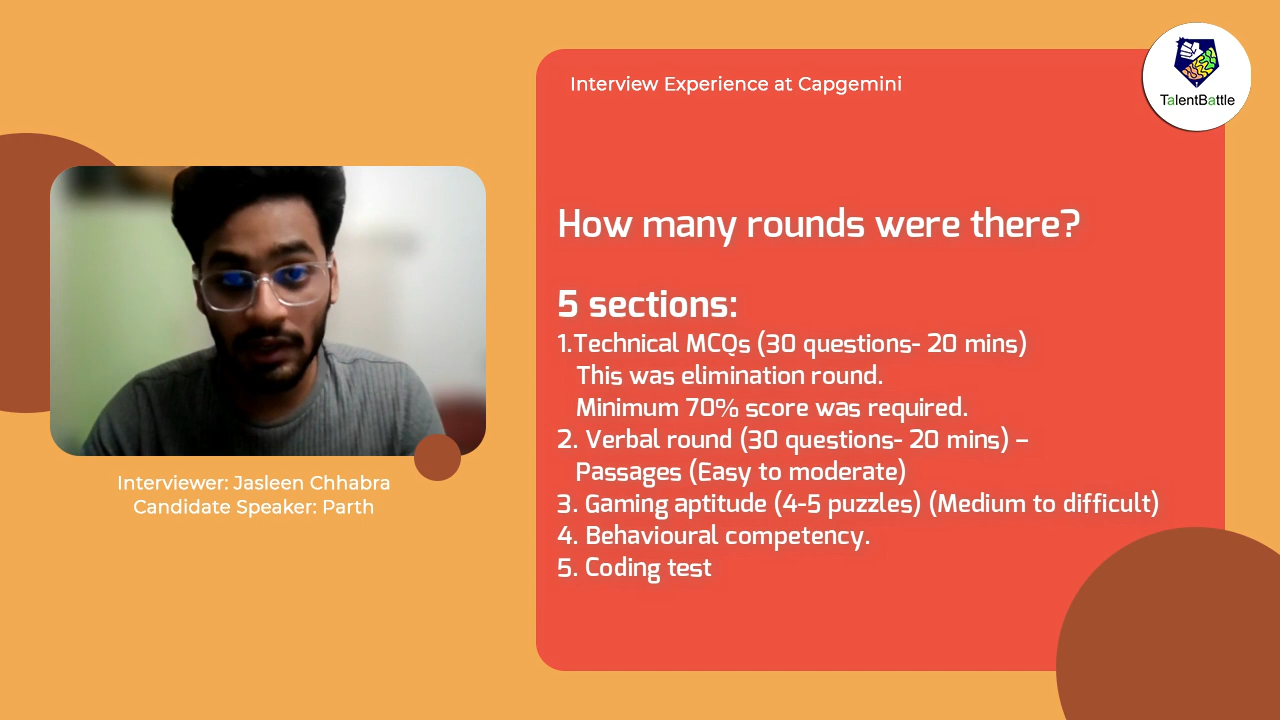 Interview Experience at Capgemini
TalentBattle
How many rounds were there?
5 sections:
1.Technical MCQs (30 questions- 20 mins)
This was elimination round.
Minimum 70% score was required.
2. Verbal round (30 questions- 20 mins) –
Passages (Easy to moderate)
3. Gaming aptitude (4-5 puzzles) (Medium to difficult)
4. Behavioural competency.
5. Coding test
Interviewer: Jasleen Chhabra
Candidate Speaker: Parth